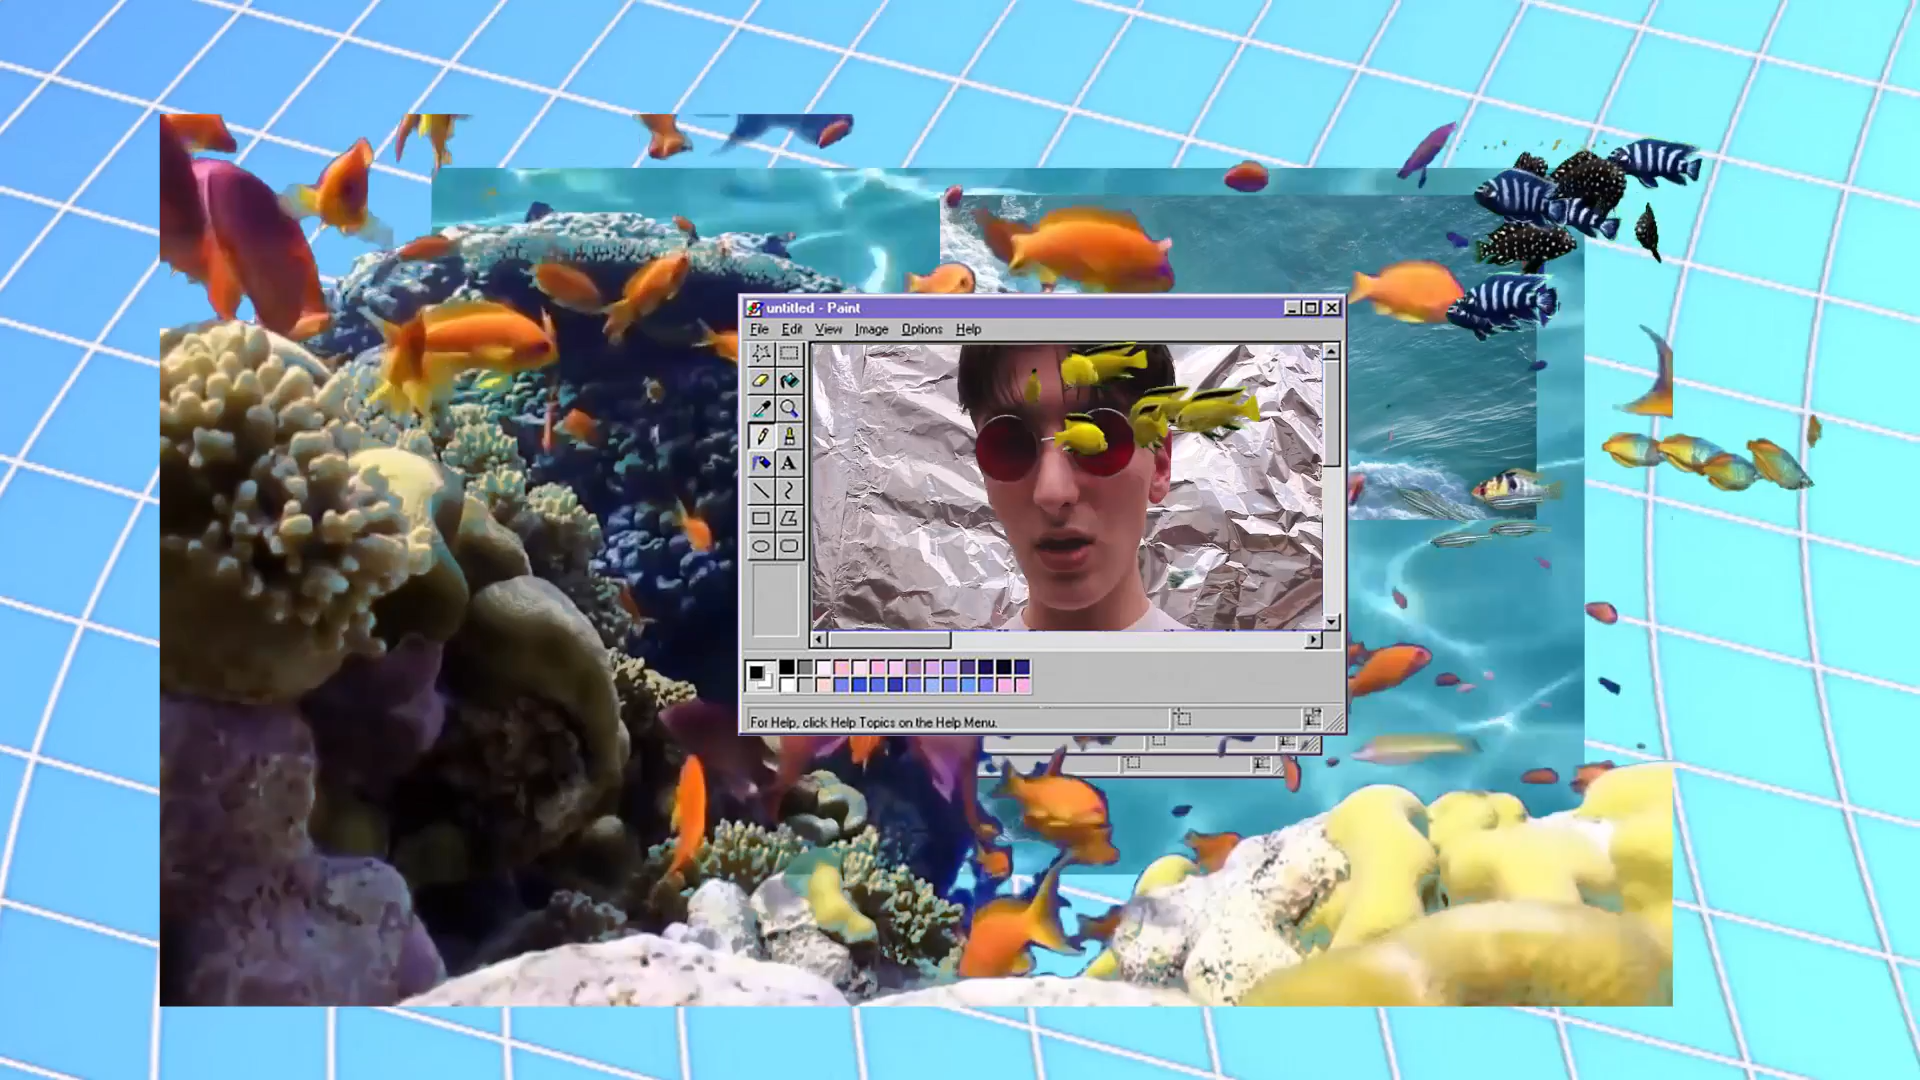 untitled - Paint
File Edit View Image Options Help
A
For Help, click Help Topics on the Help Menu.